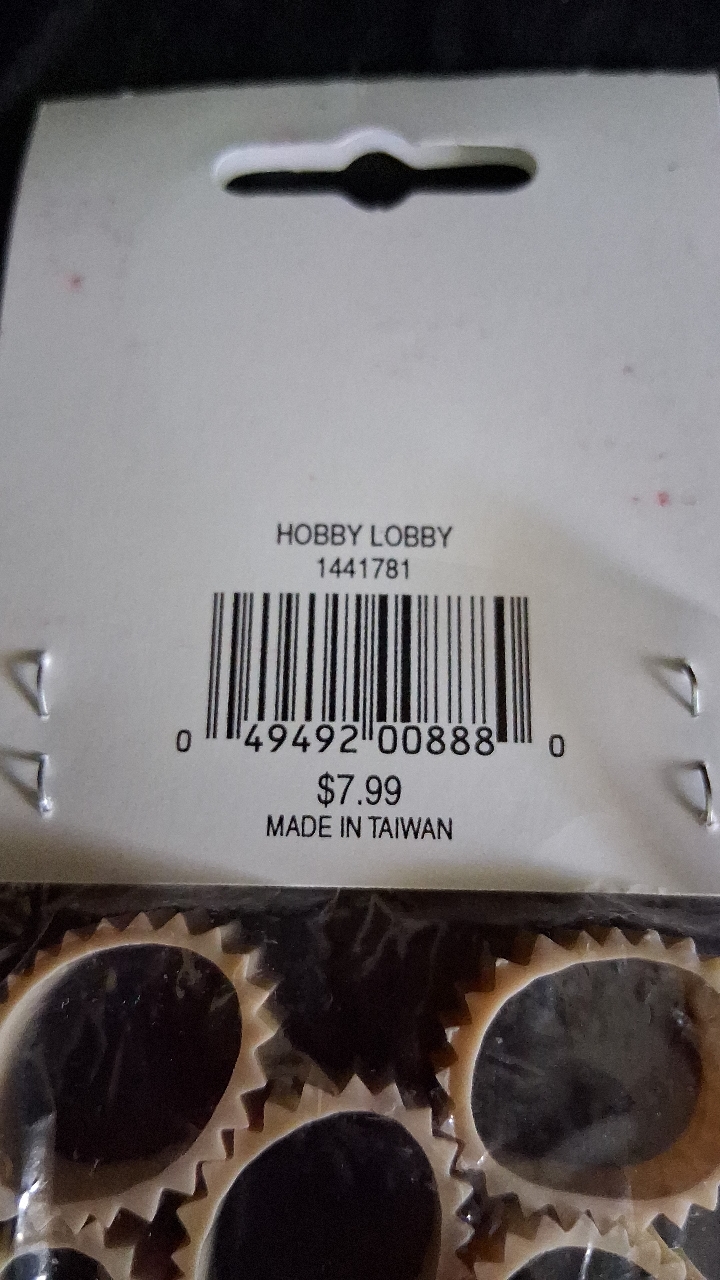 HOBBY LOBBY
1441781
0 49492 00888 0
$7.99
MADE IN TAIWAN